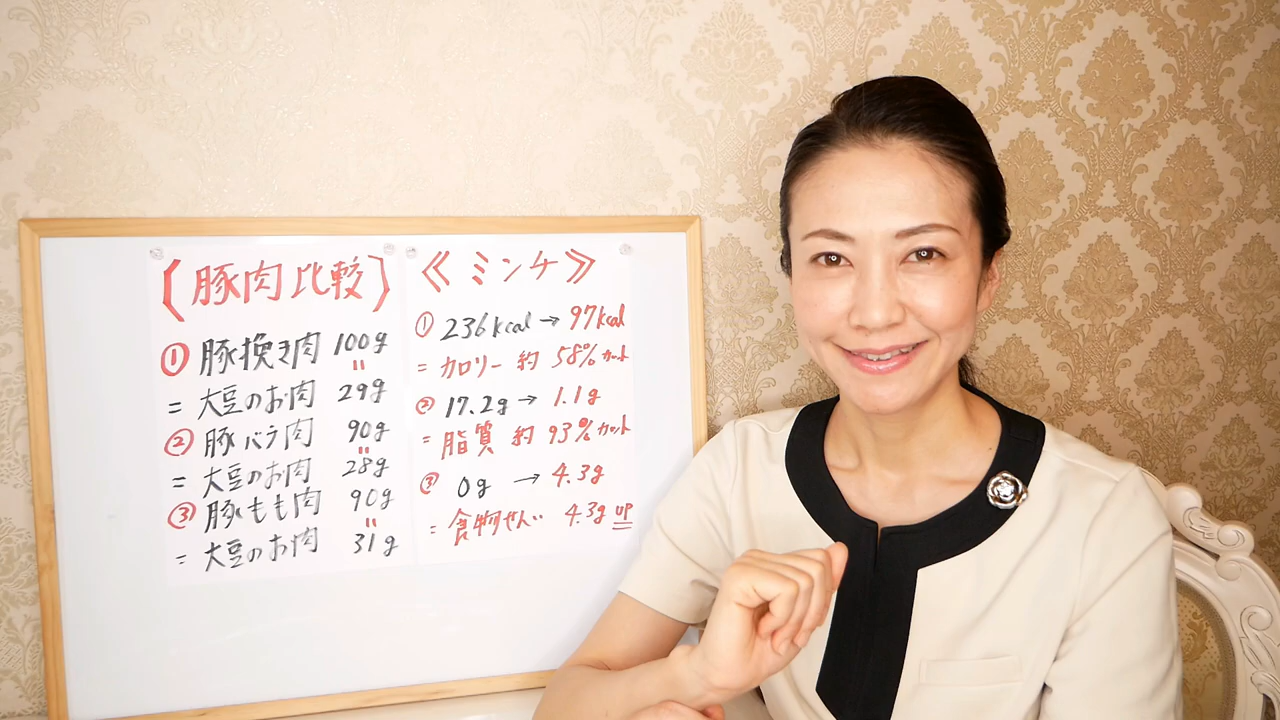 【豚肉比較】
① 豚挽き肉 100g
〃
= 大豆のお肉 29g
② 豚バラ肉 90g
〃
= 大豆のお肉 28g
③ 豚もも肉 90g
〃
= 大豆のお肉 31g
《ミンチ》
① 236kcal → 97kcal
= カロリー 約 58%カット
② 17.2g → 1.1g
= 脂質 約 93%カット
③ 0g → 4.3g
= 食物せんい 4.3g UP